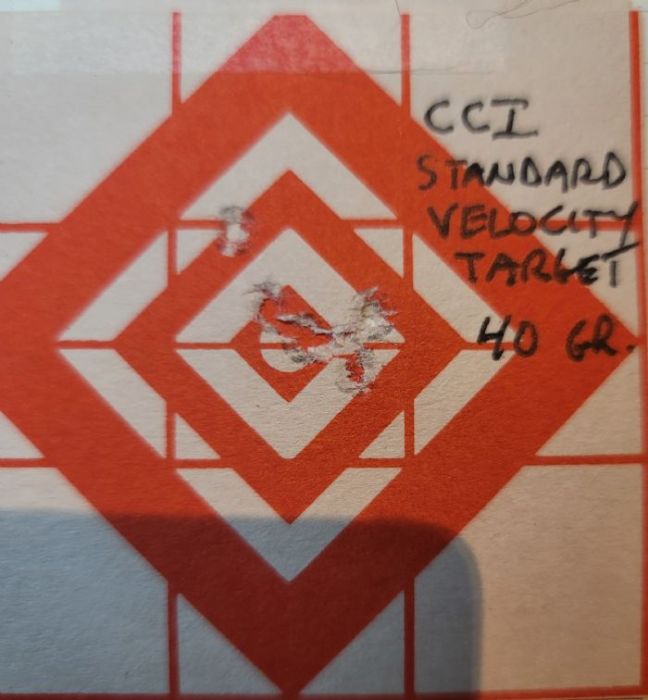 CCI
STANDARD
VELOCITY
TARGET
40 GR.